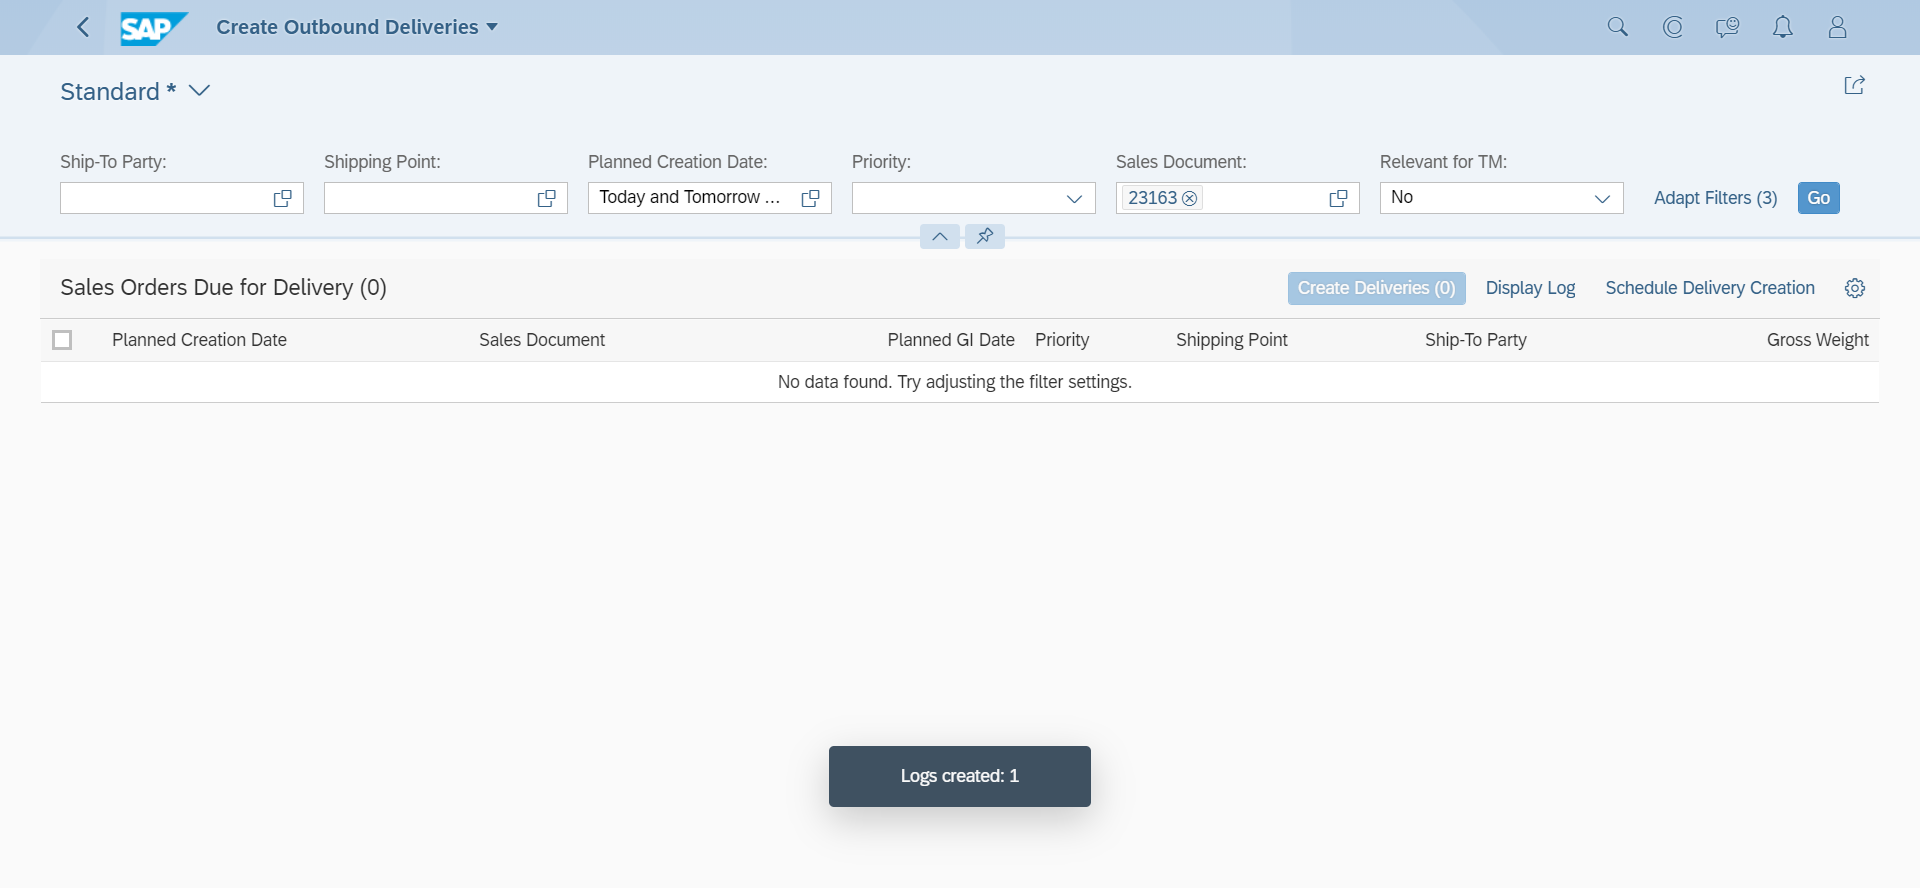 SAP Create Outbound Deliveries
Standard *
Ship-To Party: Shipping Point: Planned Creation Date: Priority: Sales Document: Relevant for TM:
Today and Tomorrow ... 23163 No Adapt Filters (3) Go
Sales Orders Due for Delivery (0) Create Deliveries (0) Display Log Schedule Delivery Creation
Planned Creation Date Sales Document Planned GI Date Priority Shipping Point Ship-To Party Gross Weight
No data found. Try adjusting the filter settings.
Logs created: 1